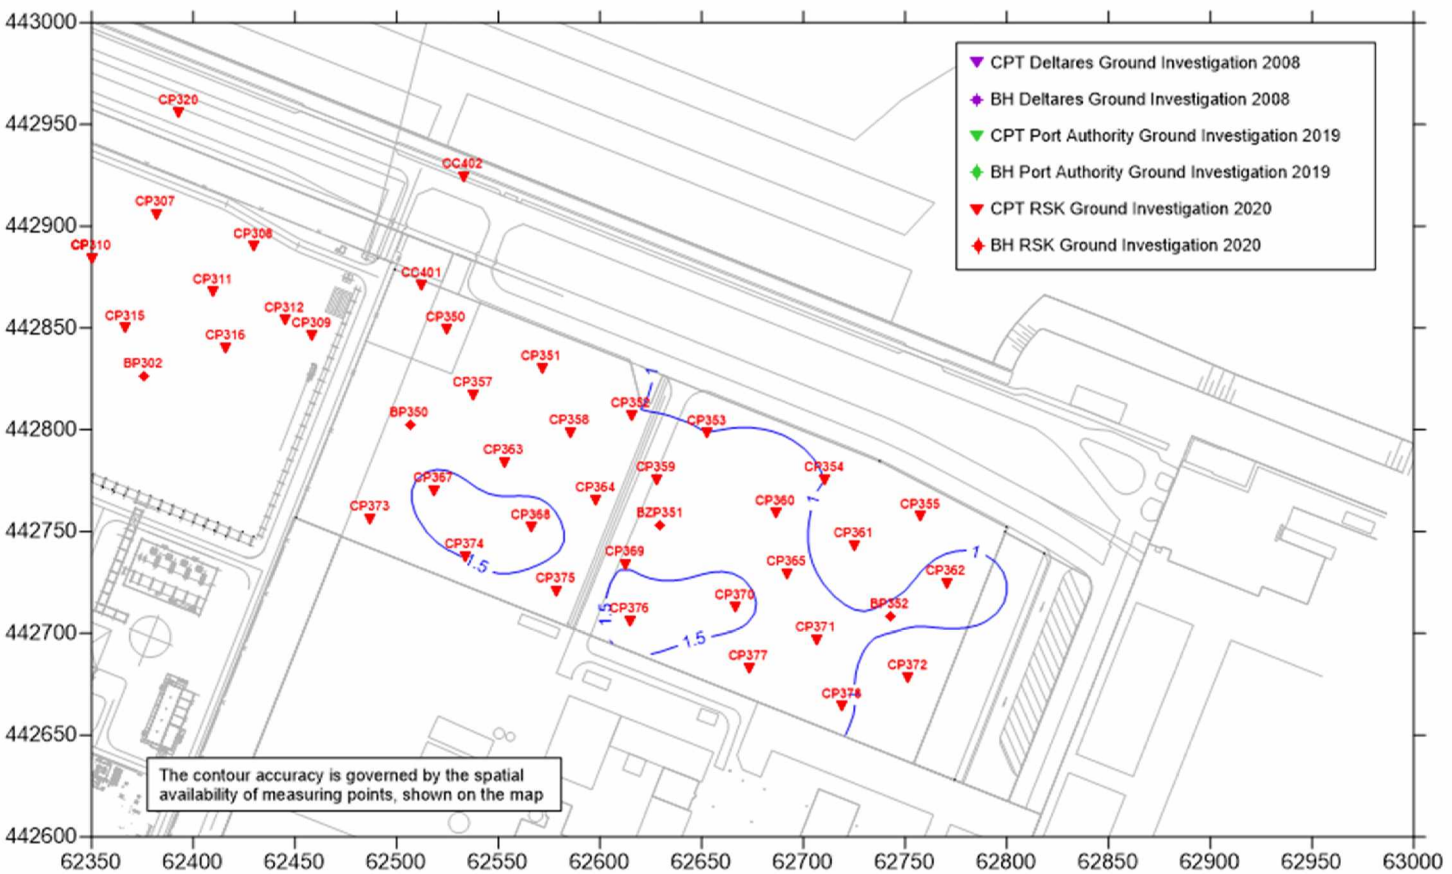 443000
CPT Deltares Ground Investigation 2008
BH Deltares Ground Investigation 2008
CPT Port Authority Ground Investigation 2019
BH Port Authority Ground Investigation 2019
CPT RSK Ground Investigation 2020
BH RSK Ground Investigation 2020
CP320
442950
CC402
CP307
442900
CP308
CP310
CC401
CP311
CP312
CP315
CP350
CP309
442850
CP316
CP351
BP302
1
CP357
CP352
BP350
CP358
CP353
442800
CP363
CP359
CP354
CP367
CP364
1
CP360
CP355
CP373
CP368
BZP351
442750
CP361
CP374
1
CP369
1.5
CP375
CP365
CP362
CP370
BP352
1.5
CP376
CP371
442700
1.5
CP377
CP372
CP378
442650
The contour accuracy is governed by the spatial
availability of measuring points, shown on the map
442600
62350 62400 62450 62500 62550 62600 62650 62700 62750 62800 62850 62900 62950 63000